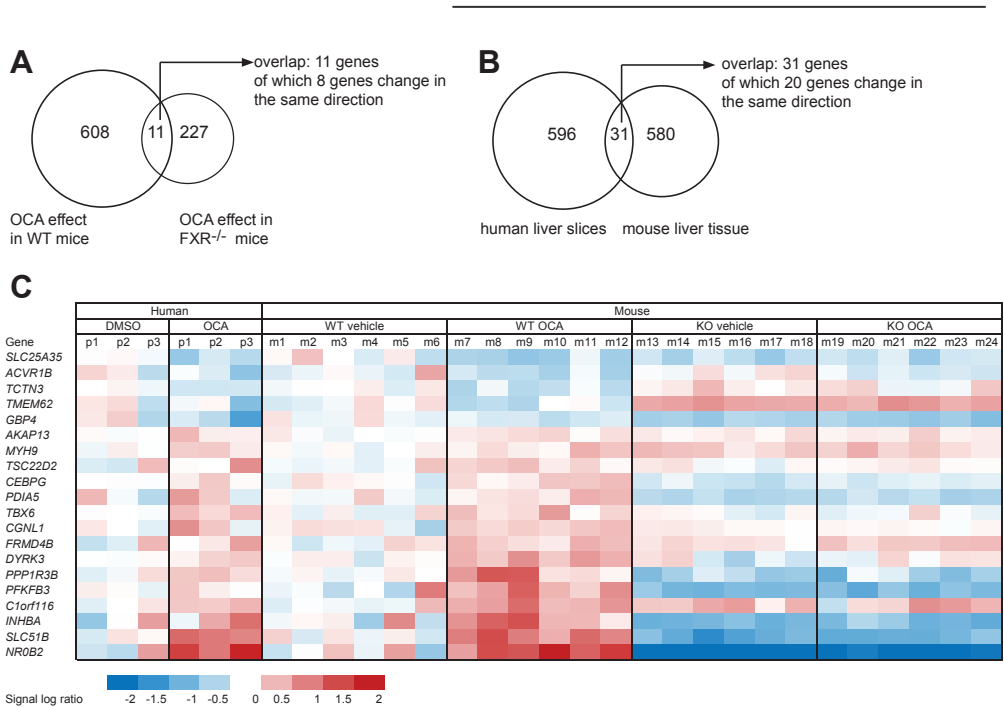 A
overlap: 11 genes
of which 8 genes change in
the same direction
608
11
227
OCA effect
in WT mice
OCA effect in
FXR-/- mice
B
overlap: 31 genes
of which 20 genes change in
the same direction
596
31
580
human liver slices
mouse liver tissue
C
Human Mouse
DMSO OCA WT vehicle WT OCA KO vehicle KO OCA
Gene p1 p2 p3 p1 p2 p3 m1 m2 m3 m4 m5 m6 m7 m8 m9 m10 m11 m12 m13 m14 m15 m16 m17 m18 m19 m20 m21 m22 m23 m24
SLC25A35
ACVR1B
TCTN3
TMEM62
GBP4
AKAP13
MYH9
TSC22D2
CEBPG
PDIA5
TBX6
CGNL1
FRMD4B
DYRK3
PPP1R3B
PFKFB3
C1orf116
INHBA
SLC51B
NR0B2
Signal log ratio -2 -1.5 -1 -0.5 0 0.5 1 1.5 2